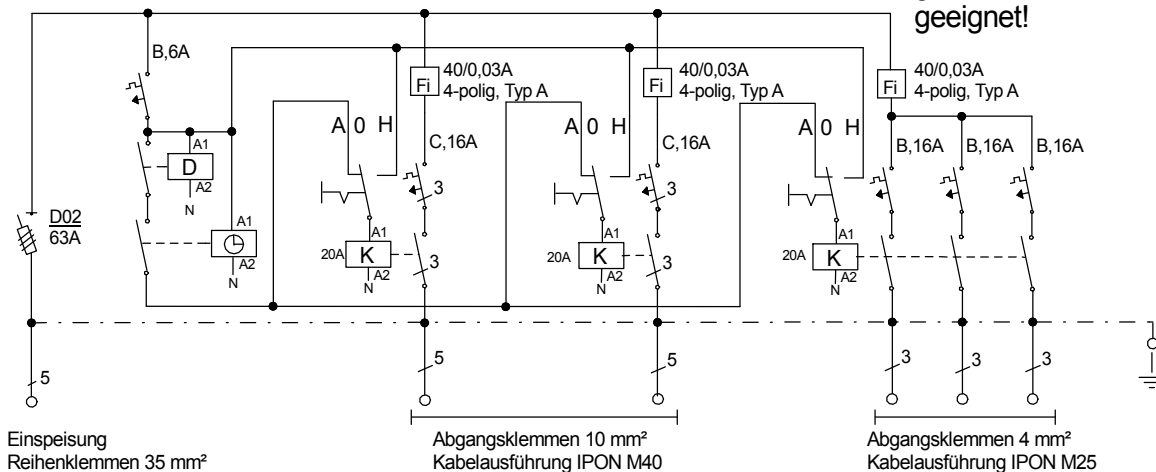 geeignet!
B,6A
40/0,03A
4-polig, Typ A
40/0,03A
4-polig, Typ A
40/0,03A
4-polig, Typ A
Fi
Fi
Fi
A 0 H
A 0 H
A 0 H
C,16A
C,16A
B,16A
B,16A
B,16A
A1
D
A2
N
3
3
D02
63A
A1
A2
N
20A
A1
K
A2
N
3
20A
A1
K
A2
N
3
20A
A1
K
A2
N
5
5
5
3
3
3
Einspeisung
Reihenklemmen 35 mm²
Abgangsklemmen 10 mm²
Kabelausführung IPON M40
Abgangsklemmen 4 mm²
Kabelausführung IPON M25